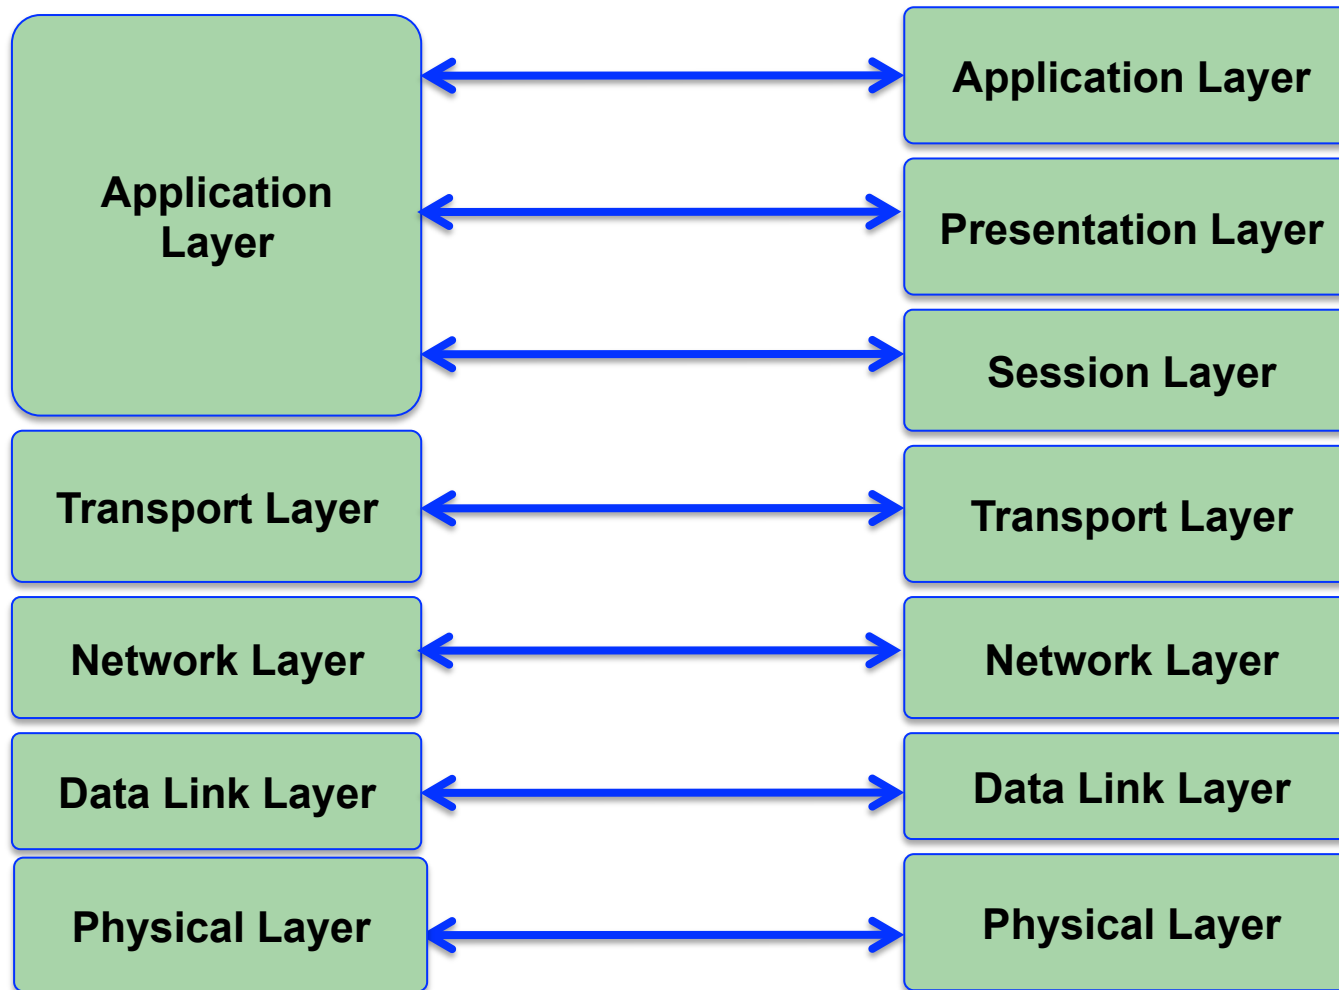 Application
Layer
Transport Layer
Network Layer
Data Link Layer
Physical Layer
Application Layer
Presentation Layer
Session Layer
Transport Layer
Network Layer
Data Link Layer
Physical Layer